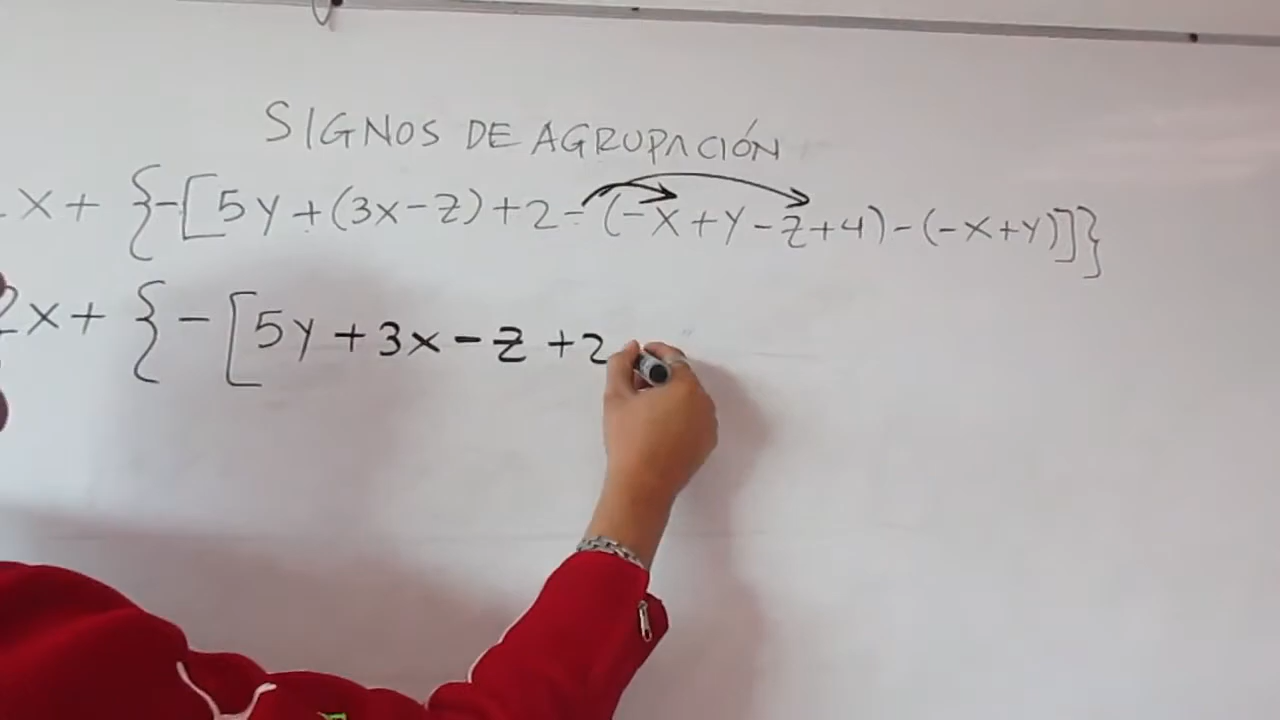 SIGNOS DE AGRUPACIÓN
x + {-[5y + (3x-z) + 2 - (-x + y - z + 4) - (-x + y)]}
2x + { - [5y + 3x - z + 2